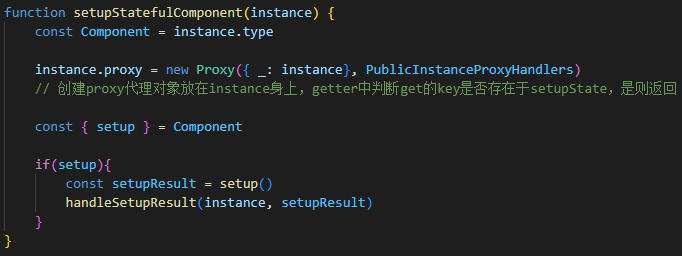 function setupStatefulComponent(instance) {
    const Component = instance.type

    instance.proxy = new Proxy({ _: instance}, PublicInstanceProxyHandlers)
    // 创建proxy代理对象放在instance身上，getter中判断get的key是否存在于setupState，是则返回

    const { setup } = Component

    if(setup){
        const setupResult = setup()
        handleSetupResult(instance, setupResult)
    }
}